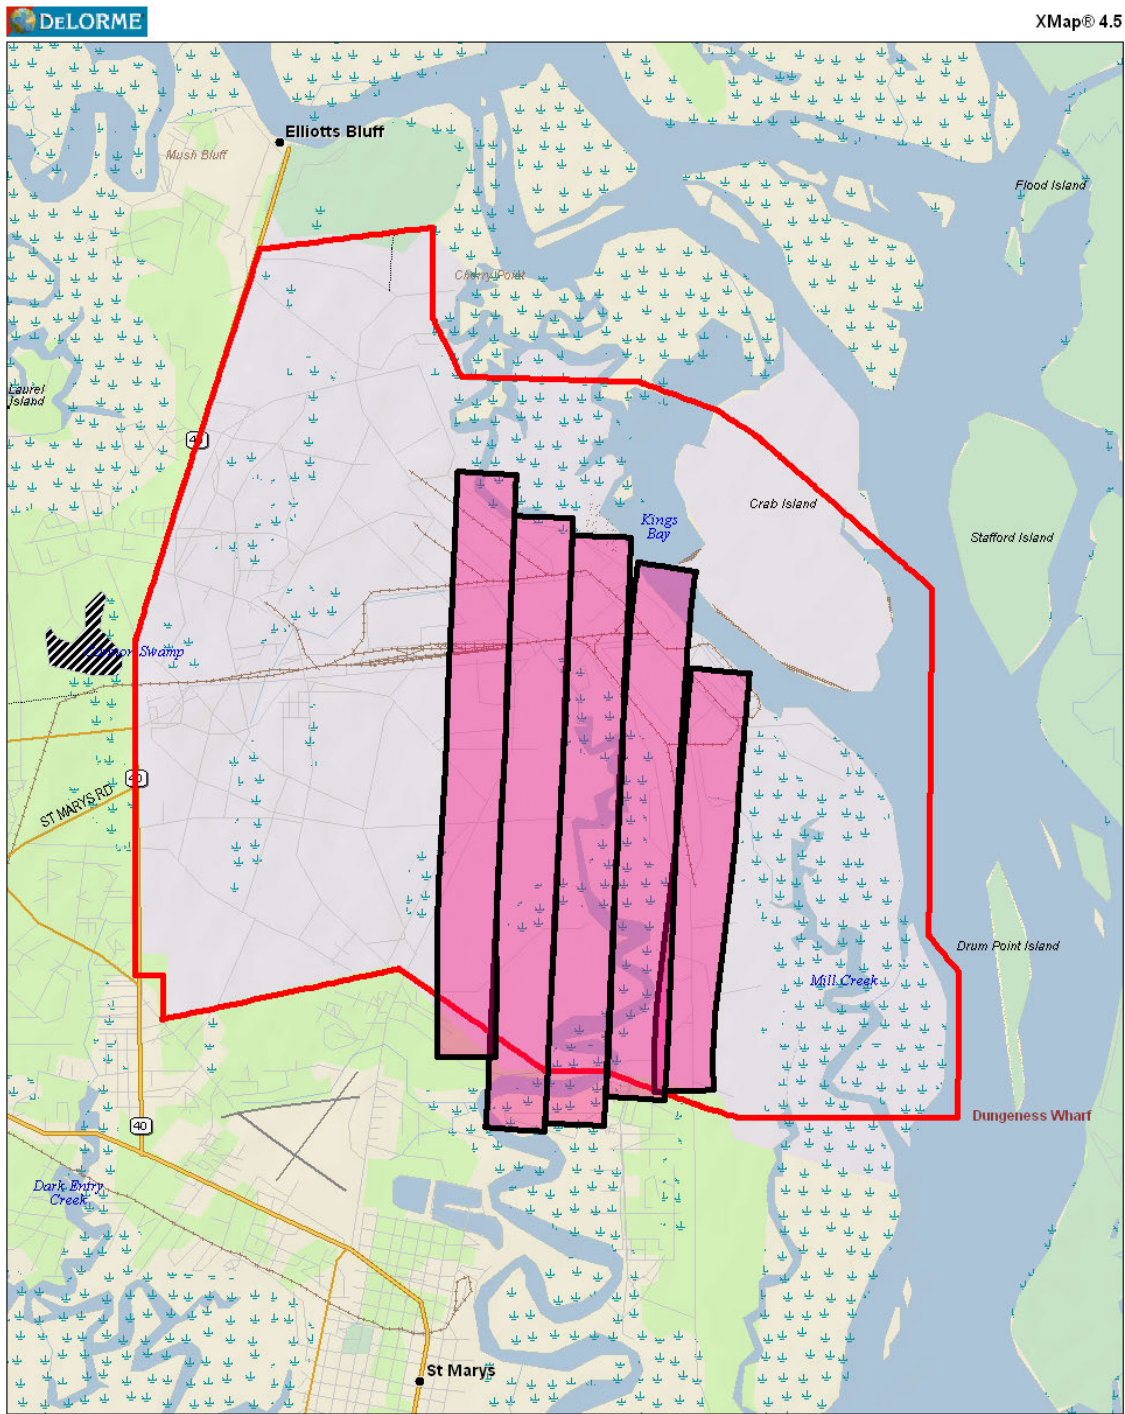 DELORME
XMap® 4.5
Elliotts Bluff
Mush Bluff
Flood Island
Cherry Point
Laurel
Island
40
Crab Island
Kings
Bay
Stafford Island
Swamp
40
ST MARYS RD
Drum Point Island
Mill Creek
Dungeness Wharf
40
Dark Entry
Creek
St Marys